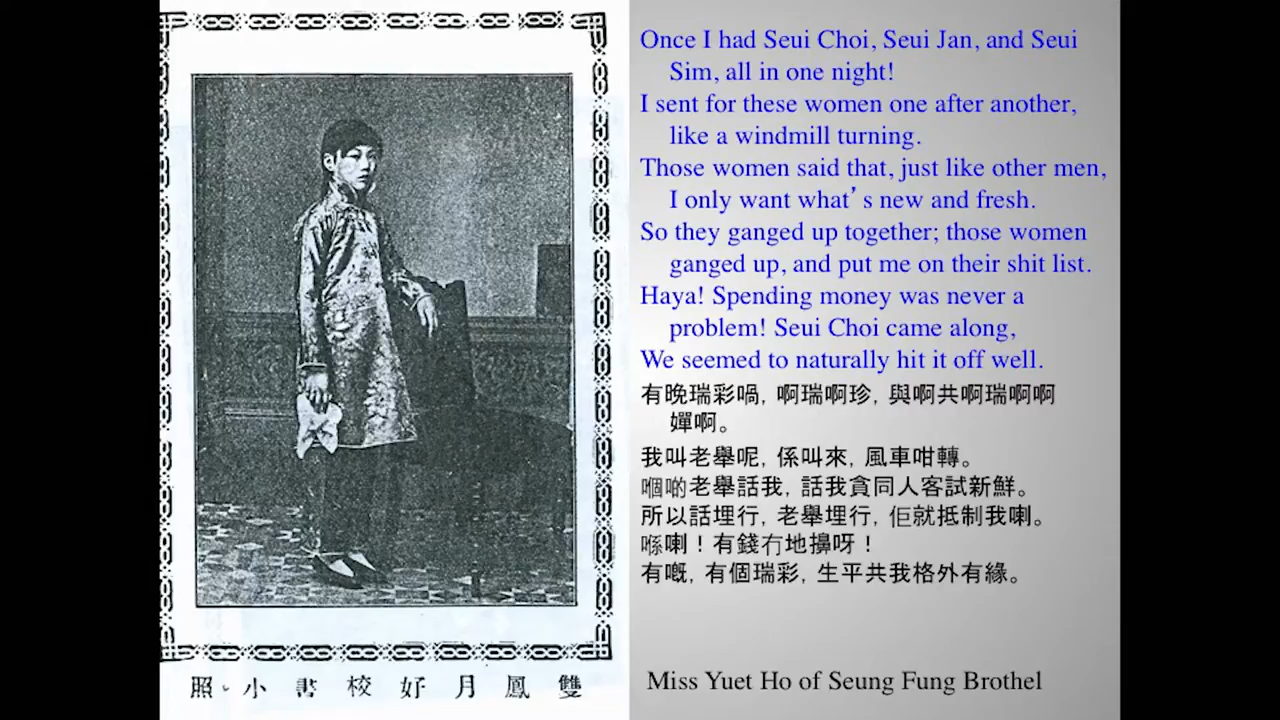 Once I had Seui Choi, Seui Jan, and Seui
Sim, all in one night!
I sent for these women one after another,
like a windmill turning.
Those women said that, just like other men,
I only want what’s new and fresh.
So they ganged up together; those women
ganged up, and put me on their shit list.
Haya! Spending money was never a
problem! Seui Choi came along,
We seemed to naturally hit it off well.
有晚瑞彩喎, 啊瑞啊珍, 與啊共啊瑞啊啊
嬋啊。
我叫老舉呢, 係叫來, 風車咁轉。
嗰啲老舉話我, 話我貪同人客試新鮮。
所以話埋行, 老舉埋行, 佢就抵制我喇。
喺喇！有錢冇地擤呀！
有嘅, 有個瑞彩, 生平共我格外有緣。
照小書校好月鳳雙
Miss Yuet Ho of Seung Fung Brothel